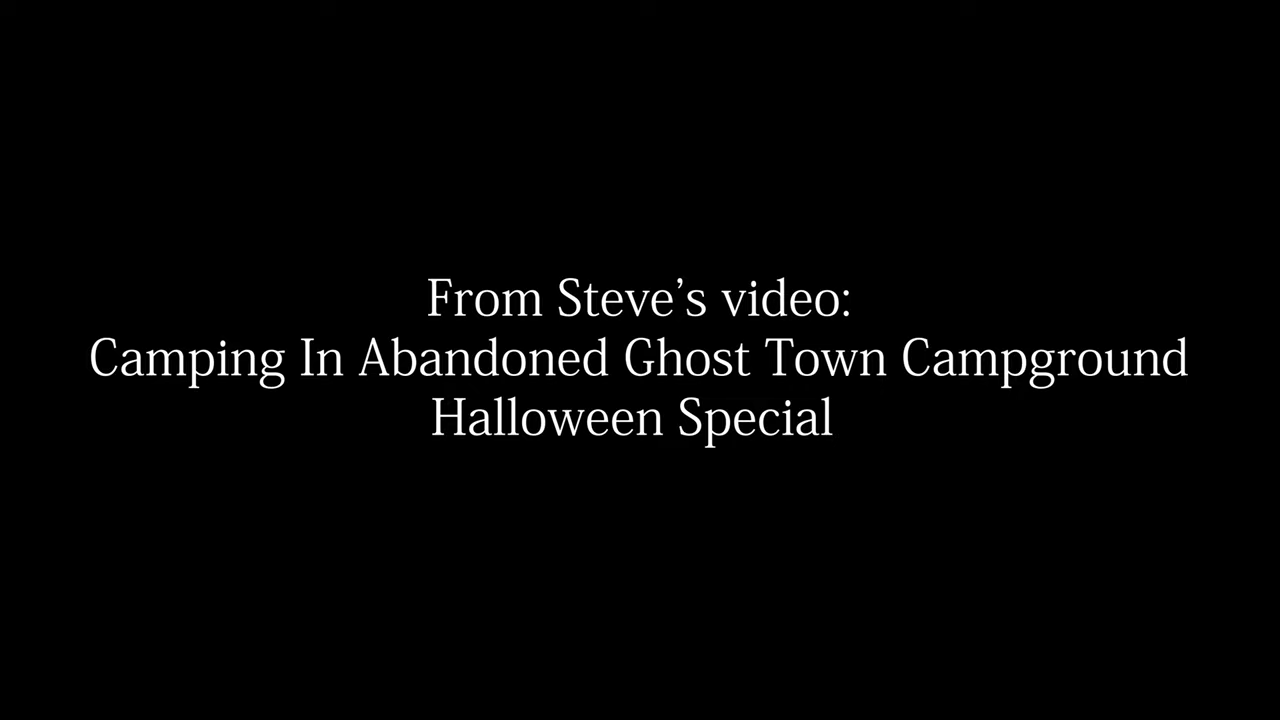 From Steve’s video:
Camping In Abandoned Ghost Town Campground
Halloween Special